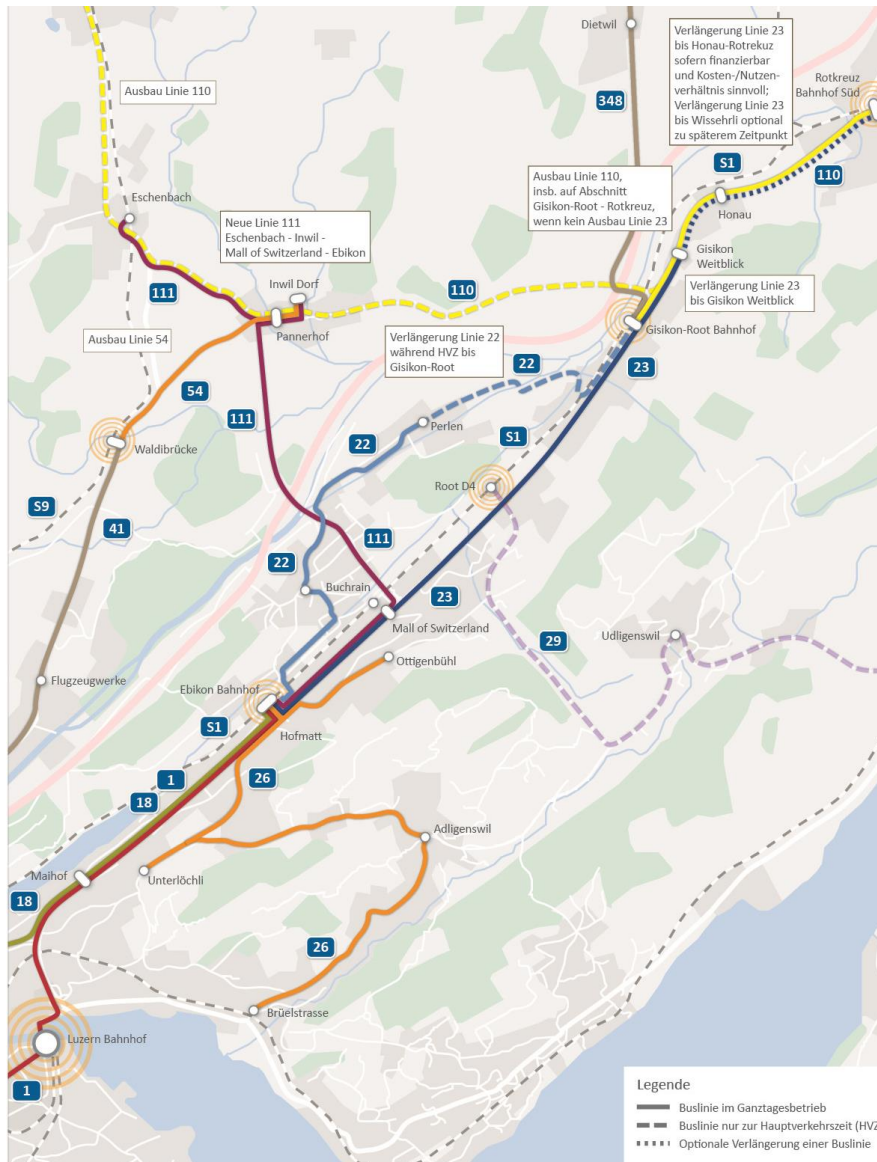 Dietwil
Verlängerung Linie 23
bis Honau-Rotrekuz
sofern finanzierbar
und Kosten-/Nutzen-
verhältnis sinnvoll;
Verlängerung Linie 23
bis Wissehrli optional
zu späterem Zeitpunkt
Rotkreuz
Bahnhof Süd
Ausbau Linie 110
348
S1
110
Ausbau Linie 110,
insb. auf Abschnitt
Gisikon-Root - Rotkreuz,
wenn kein Ausbau Linie 23
Honau
Eschenbach
Neue Linie 111
Eschenbach - Inwil -
Mall of Switzerland - Ebikon
Gisikon
Weitblick
111
Inwil Dorf
110
Verlängerung Linie 23
bis Gisikon Weitblick
Pannerhof
Ausbau Linie 54
Verlängerung Linie 22
während HVZ bis
Gisikon-Root
Gisikon-Root Bahnhof
22
23
54
111
Perlen
S1
22
Waldibrücke
Root D4
S9
41
111
22
Buchrain
23
Mall of Switzerland
29
Udligenswil
Ottigenbühl
Flugzeugwerke
Ebikon Bahnhof
S1
Hofmatt
1
26
18
Adligenswil
Maihof
Unterlöchli
18
26
Brüelstrasse
Luzern Bahnhof
1
Legende
Buslinie im Ganztagesbetrieb
Buslinie nur zur Hauptverkehrszeit (HVZ
Optionale Verlängerung einer Buslinie